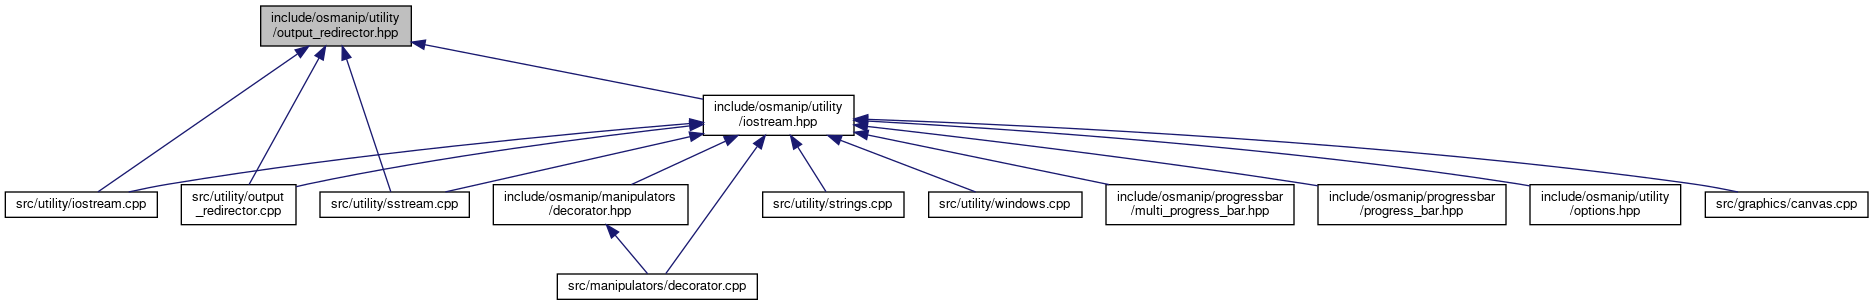 include/osmanip/utility
/output_redirector.hpp
include/osmanip/utility
/iostream.hpp
src/utility/iostream.cpp
src/utility/output
_redirector.cpp
src/utility/sstream.cpp
include/osmanip/manipulators
/decorator.hpp
src/utility/strings.cpp
src/utility/windows.cpp
include/osmanip/progressbar
/multi_progress_bar.hpp
include/osmanip/progressbar
/progress_bar.hpp
include/osmanip/utility
/options.hpp
src/graphics/canvas.cpp
src/manipulators/decorator.cpp